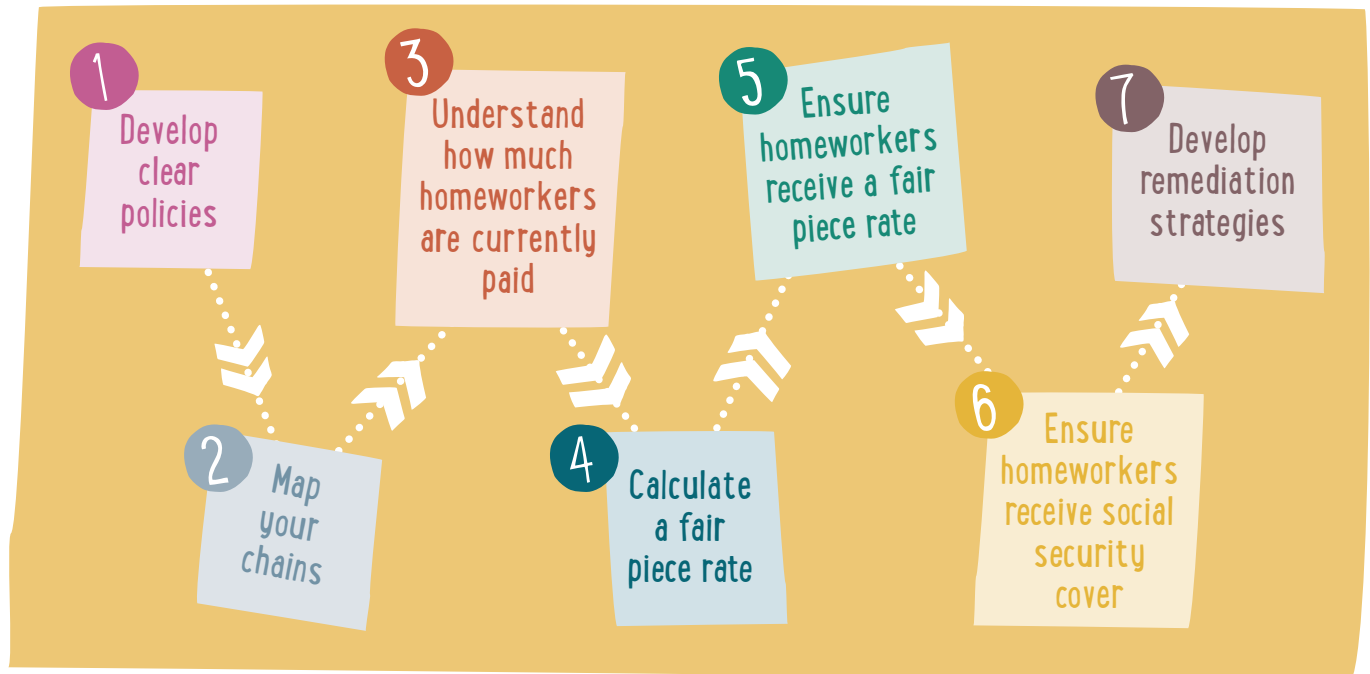 1
Develop
clear
policies
2
Map
your
chains
3
Understand
how much
homeworkers
are currently
paid
4
Calculate
a fair
piece rate
5
Ensure
homeworkers
receive a fair
piece rate
6
Ensure
homeworkers
receive social
security
cover
7
Develop
remediation
strategies